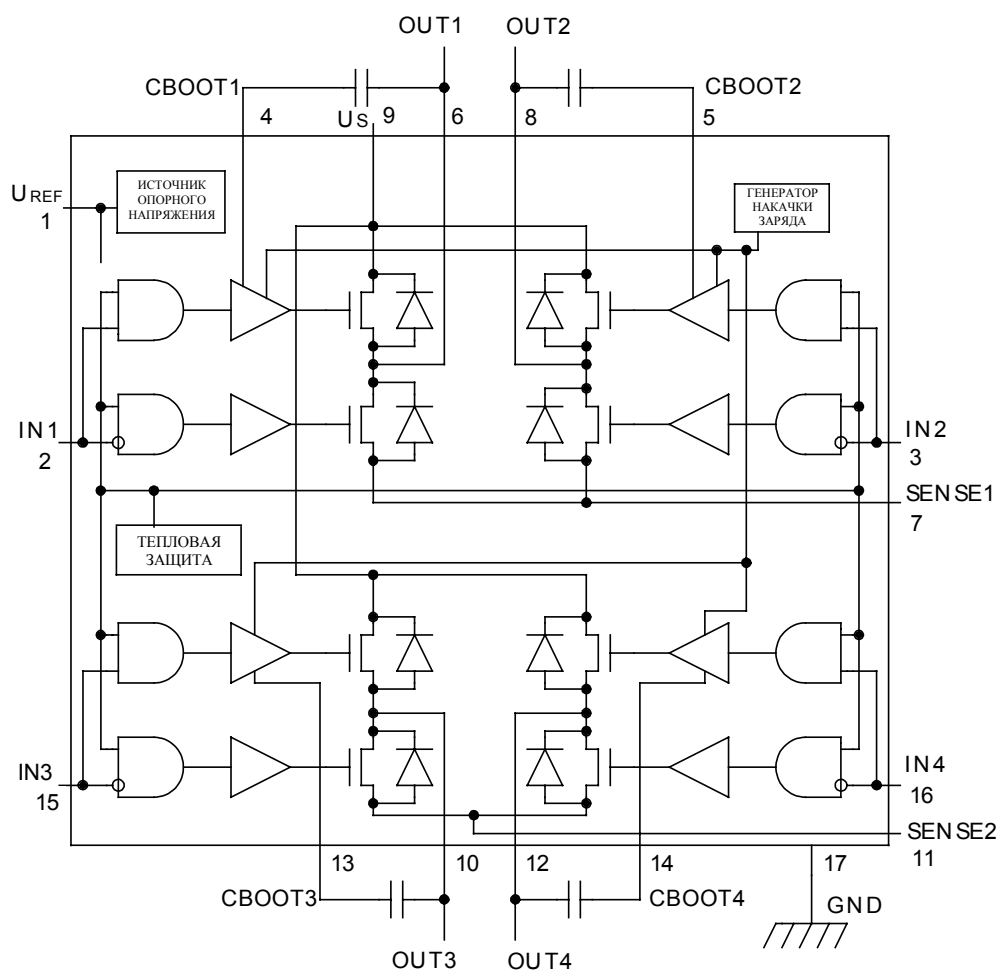 OUT1
OUT2
CBOOT1
CBOOT2
4
US
9
6
8
5
UREF
1
ИСТОЧНИК
ОПОРНОГО
НАПРЯЖЕНИЯ
ГЕНЕРАТОР
НАКАЧКИ
ЗАРЯДА
IN1
2
IN2
3
SENSE1
7
ТЕПЛОВАЯ
ЗАЩИТА
IN3
15
IN4
16
SENSE2
11
13
10
12
14
17
CBOOT3
CBOOT4
GND
OUT3
OUT4